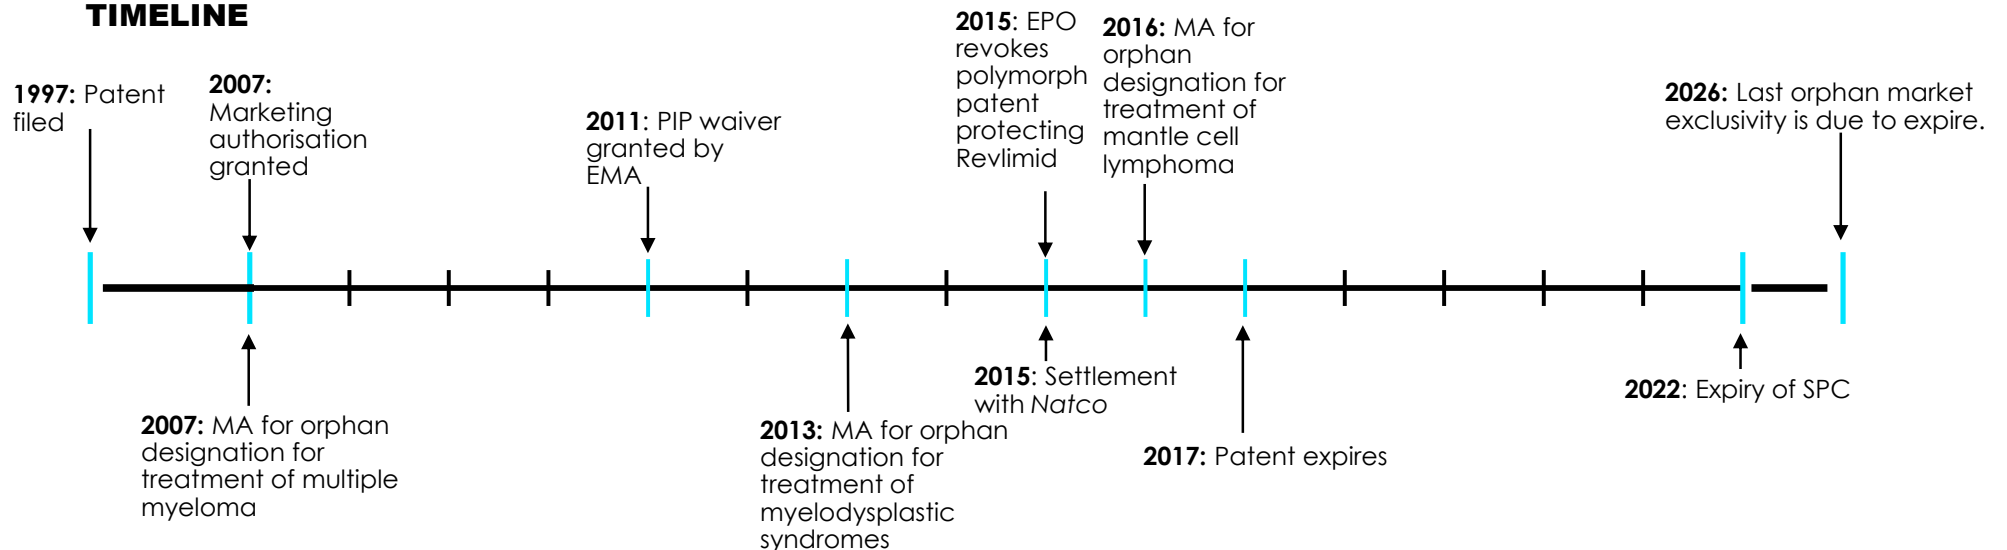 TIMELINE
1997: Patent
filed
2007:
Marketing
authorisation
granted
2011: PIP waiver
granted by
EMA
2015: EPO
revokes
polymorph
patent
protecting
Revlimid
2016: MA for
orphan
designation for
treatment of
mantle cell
lymphoma
2026: Last orphan market
exclusivity is due to expire.
2007: MA for orphan
designation for
treatment of multiple
myeloma
2013: MA for orphan
designation for
treatment of
myelodysplastic
syndromes
2015: Settlement
with Natco
2017: Patent expires
2022: Expiry of SPC